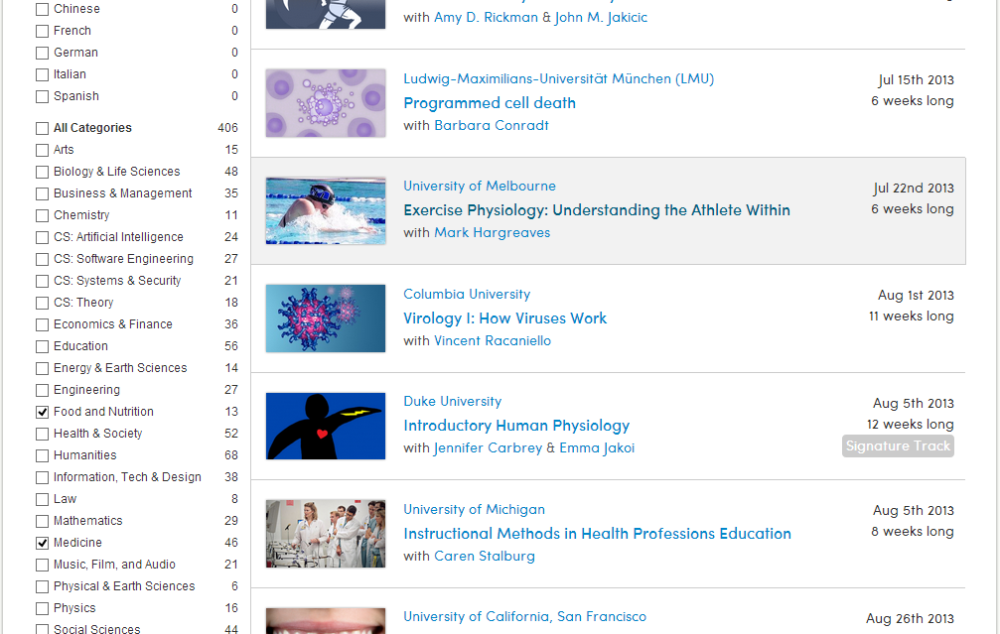 Chinese 0
French 0
German 0
Italian 0
Spanish 0
All Categories 406
Arts 15
Biology & Life Sciences 48
Business & Management 35
Chemistry 11
CS: Artificial Intelligence 24
CS: Software Engineering 27
CS: Systems & Security 21
CS: Theory 18
Economics & Finance 36
Education 56
Energy & Earth Sciences 14
Engineering 27
Food and Nutrition 13
Health & Society 52
Humanities 68
Information, Tech & Design 38
Law 8
Mathematics 29
Medicine 46
Music, Film, and Audio 21
Physical & Earth Sciences 6
Physics 16
Social Sciences 44
with Amy D. Rickman & John M. Jakicic
Ludwig-Maximilians-Universität München (LMU)
Programmed cell death
with Barbara Conradt
Jul 15th 2013
6 weeks long
University of Melbourne
Exercise Physiology: Understanding the Athlete Within
with Mark Hargreaves
Jul 22nd 2013
6 weeks long
Columbia University
Virology I: How Viruses Work
with Vincent Racaniello
Aug 1st 2013
11 weeks long
Duke University
Introductory Human Physiology
with Jennifer Carbrey & Emma Jakoi
Aug 5th 2013
12 weeks long
Signature Track
University of Michigan
Instructional Methods in Health Professions Education
with Caren Stalburg
Aug 5th 2013
8 weeks long
University of California, San Francisco
Aug 26th 2013